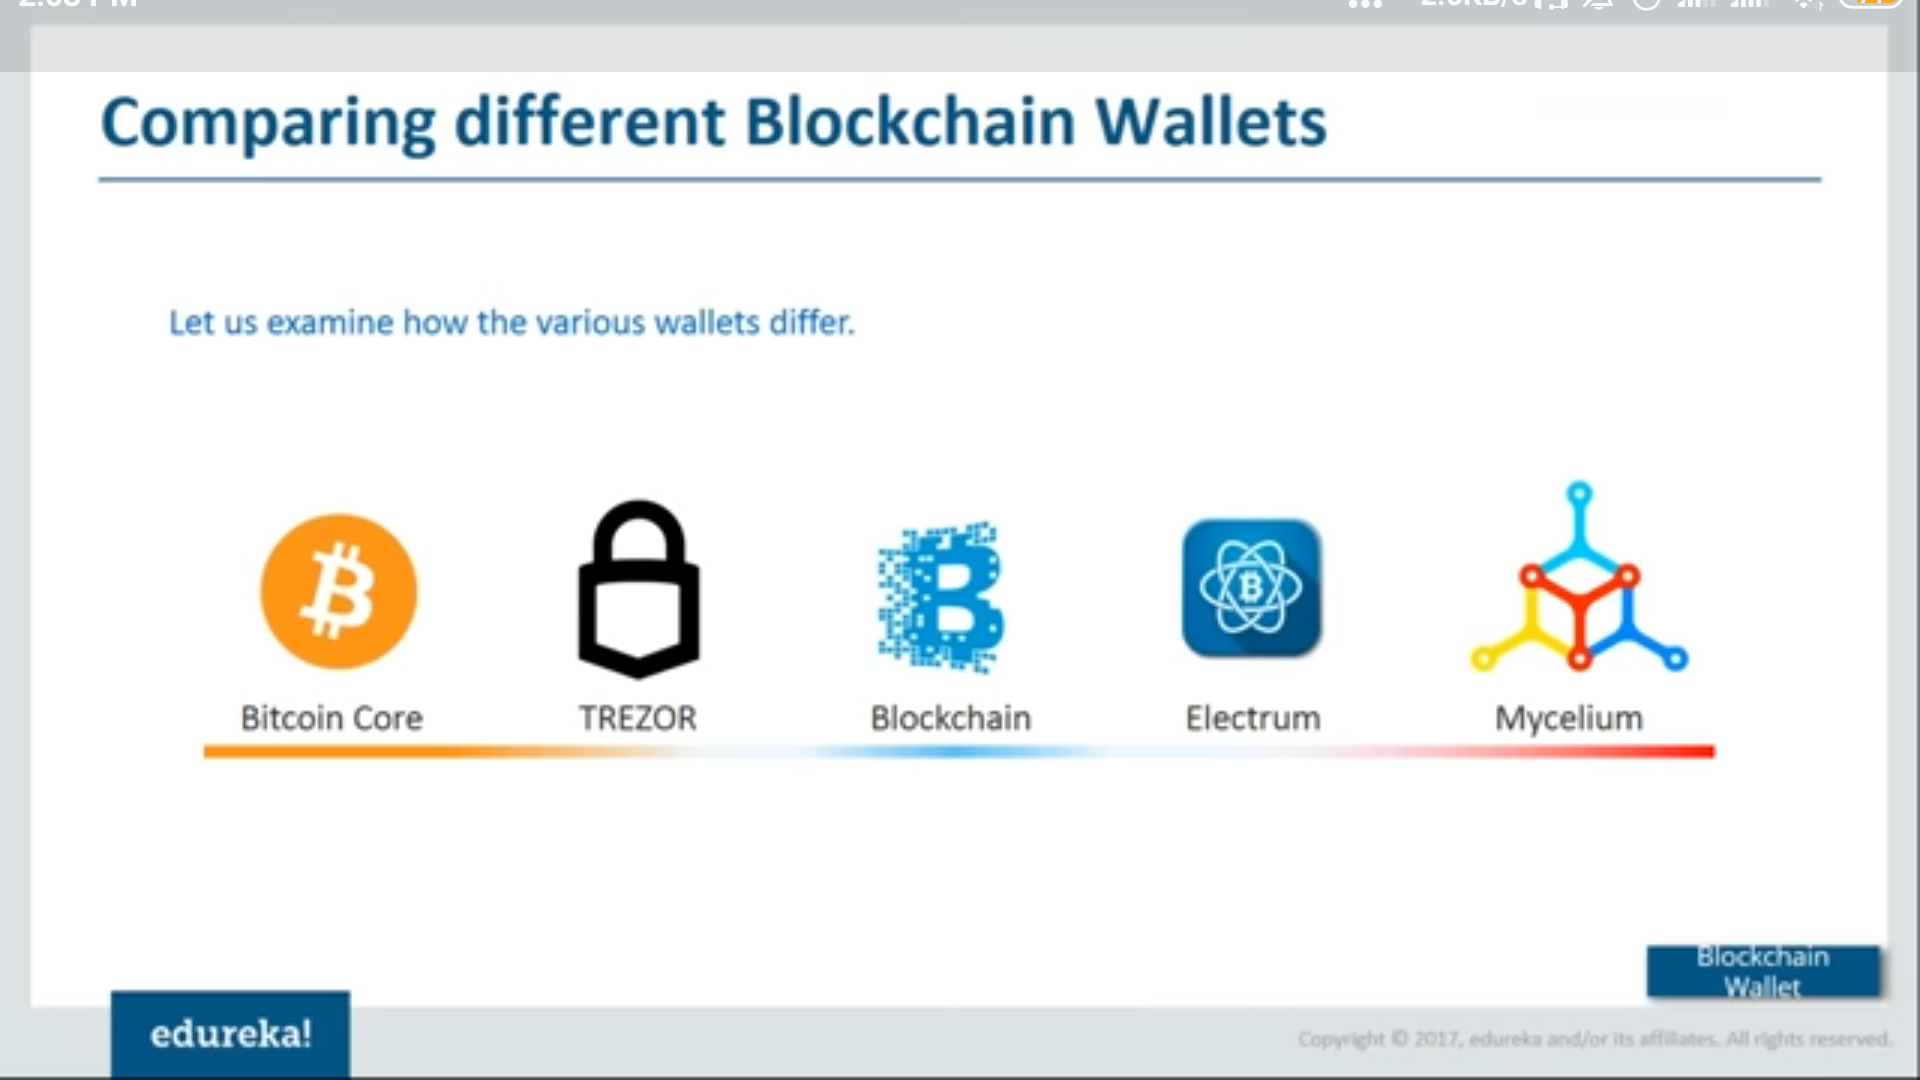 Comparing different Blockchain Wallets
Let us examine how the various wallets differ.
Bitcoin Core
TREZOR
Blockchain
Electrum
Mycelium
Blockchain
Wallet
edureka!
Copyright © 2017, edureka and/or its affiliates. All rights reserved.